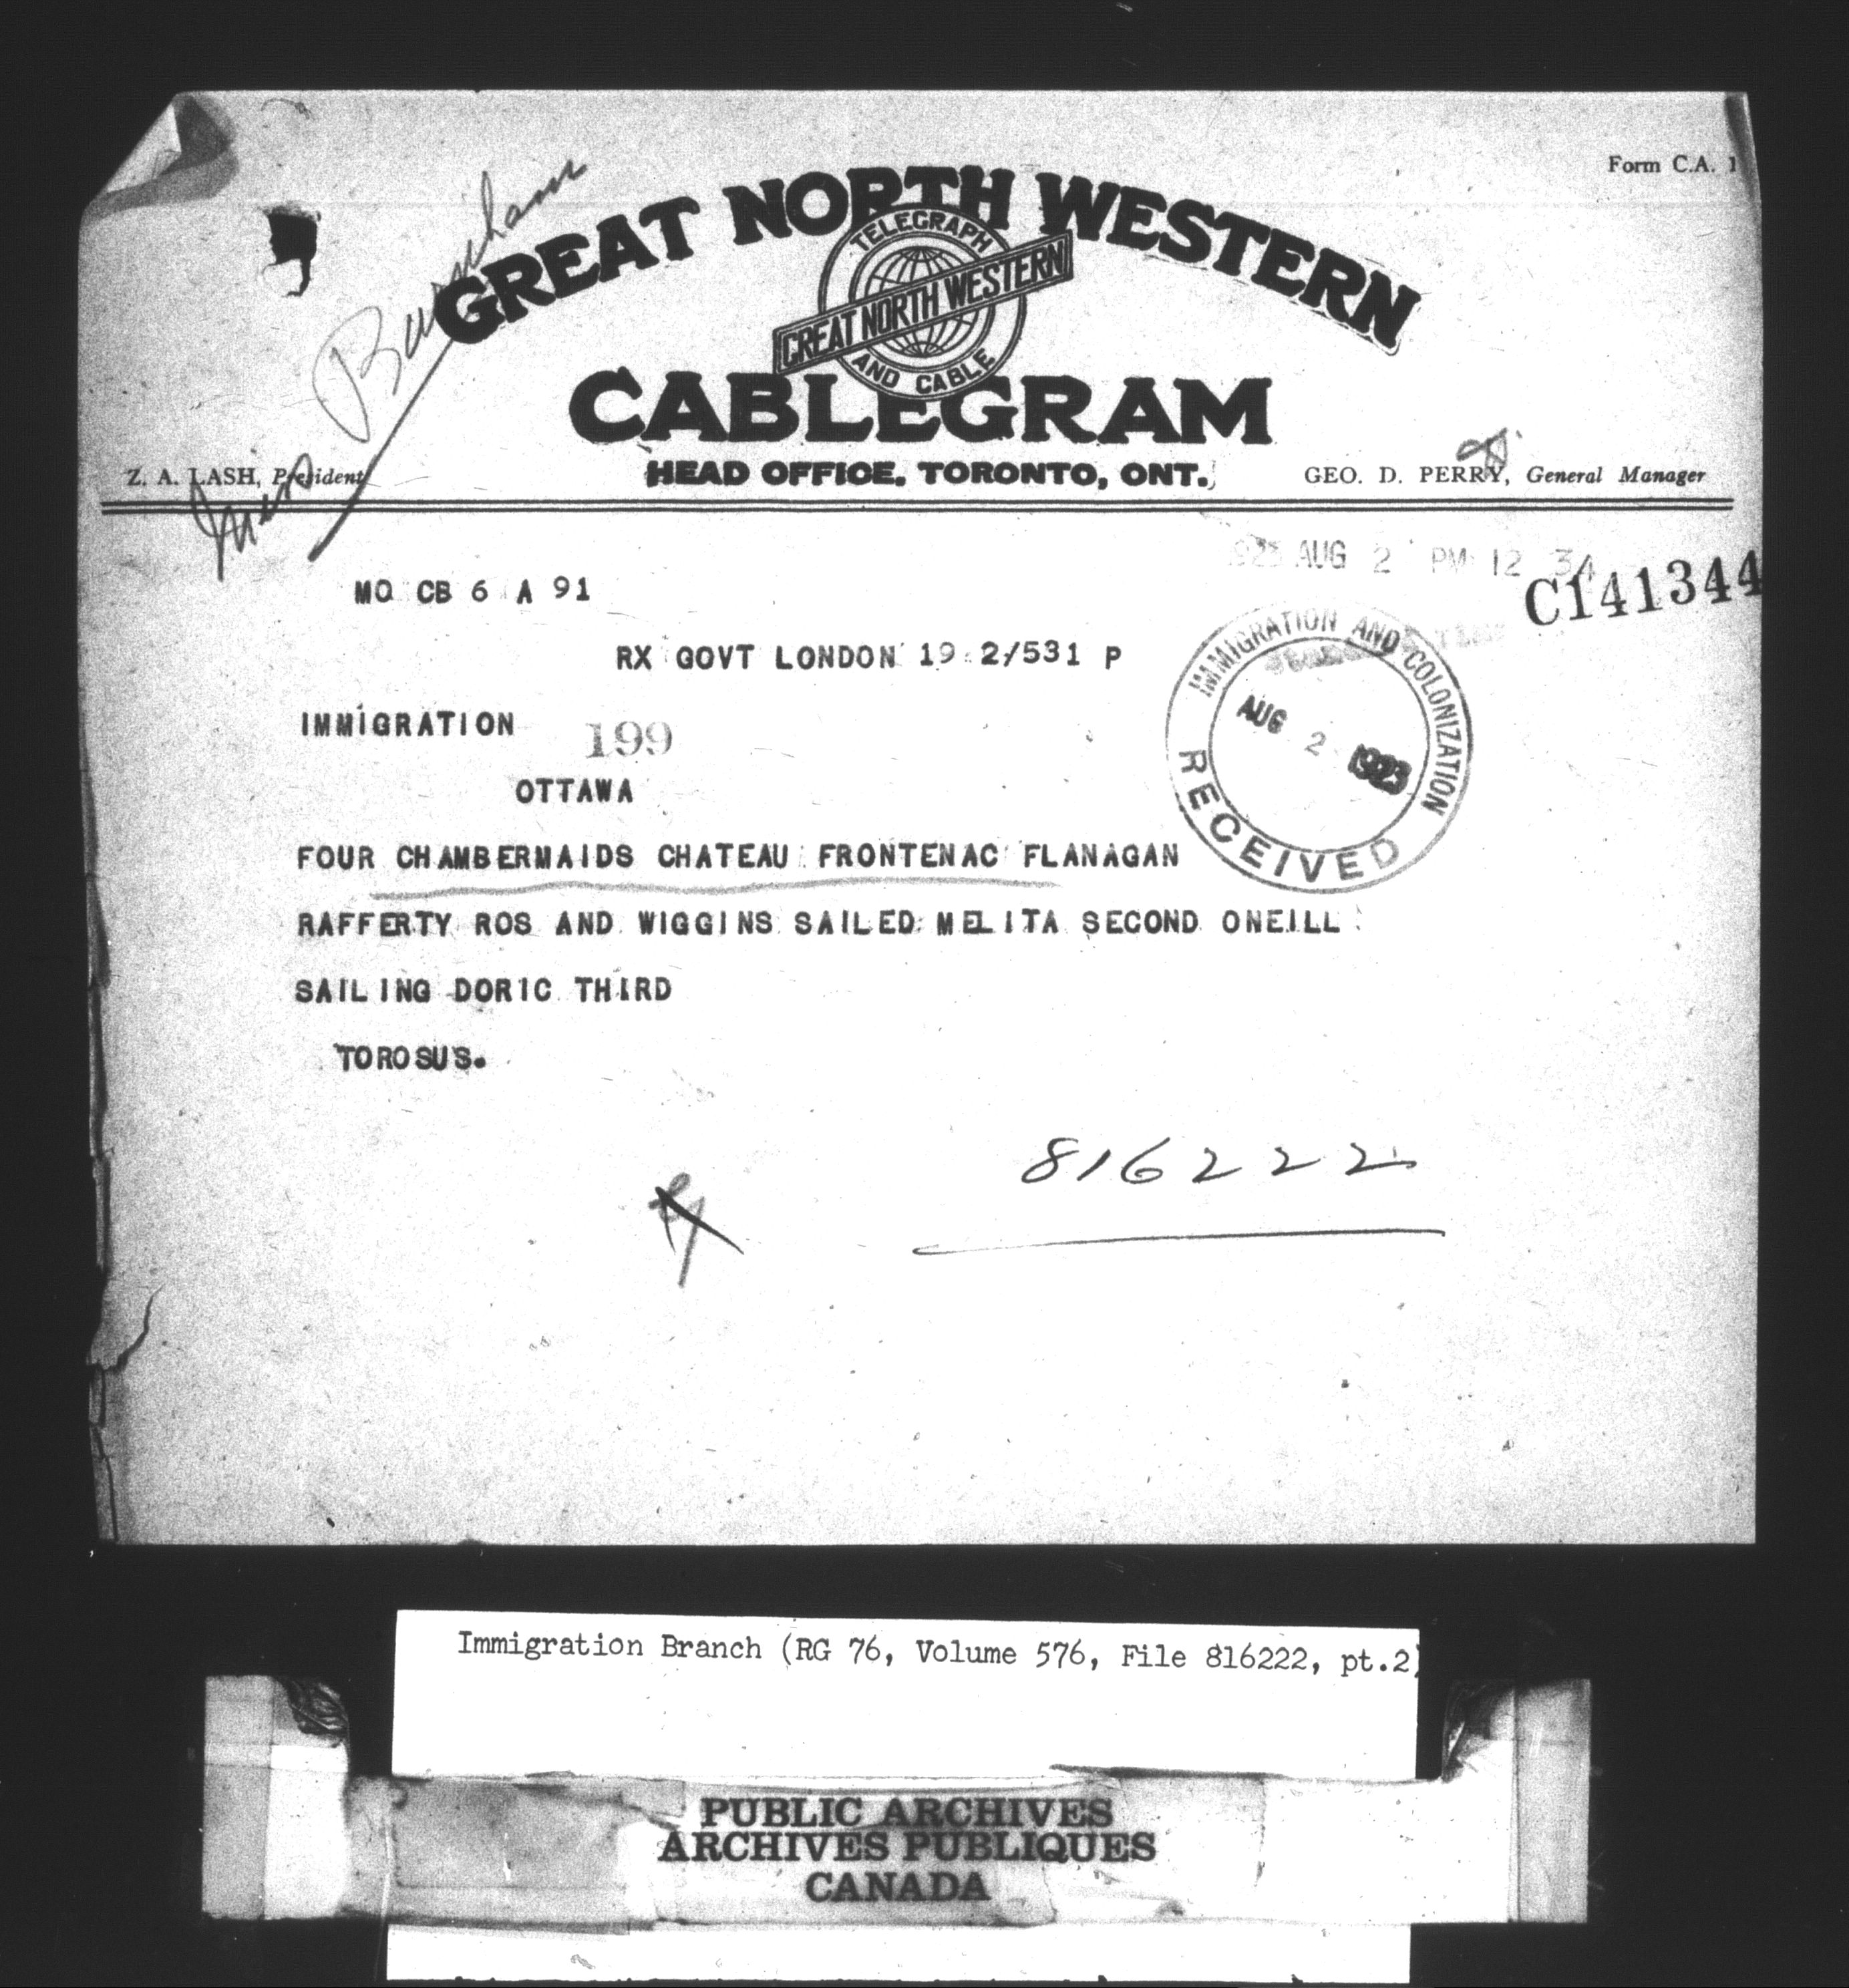 Form C.A. 1
GREAT NORTH WESTERN
TELEGRAPH
GREAT NORTH WESTERN
AND CABLE
CABLEGRAM
HEAD OFFICE, TORONTO, ONT.
Z. A. LASH, President
GEO. D. PERRY, General Manager
Miss Burnham
AUG 2 PM 12 34
C141344
MQ CB 6 A 91
RX GOVT LONDON 19 2/531 P
IMMIGRATION
199
OTTAWA
IMMIGRATION AND COLONIZATION
AUG 2 1923
RECEIVED
FOUR CHAMBERMAIDS CHATEAU FRONTENAC FLANAGAN
RAFFERTY ROS AND WIGGINS SAILED MELITA SECOND ONEILL
SAILING DORIC THIRD
TOROSUS.
816222
Immigration Branch (RG 76, Volume 576, File 816222, pt.2)
PUBLIC ARCHIVES
ARCHIVES PUBLIQUES
CANADA